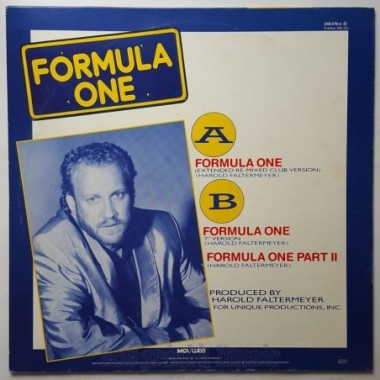 FORMULA
· ONE ·
A
FORMULA ONE
(EXTENDED RE-MIXED CLUB VERSION)
(HAROLD FALTERMEYER)
B
FORMULA ONE
7" VERSION
(HAROLD FALTERMEYER)
FORMULA ONE PART II
(HAROLD FALTERMEYER)
PRODUCED BY
HAROLD FALTERMEYER
FOR UNIQUE PRODUCTIONS, INC.